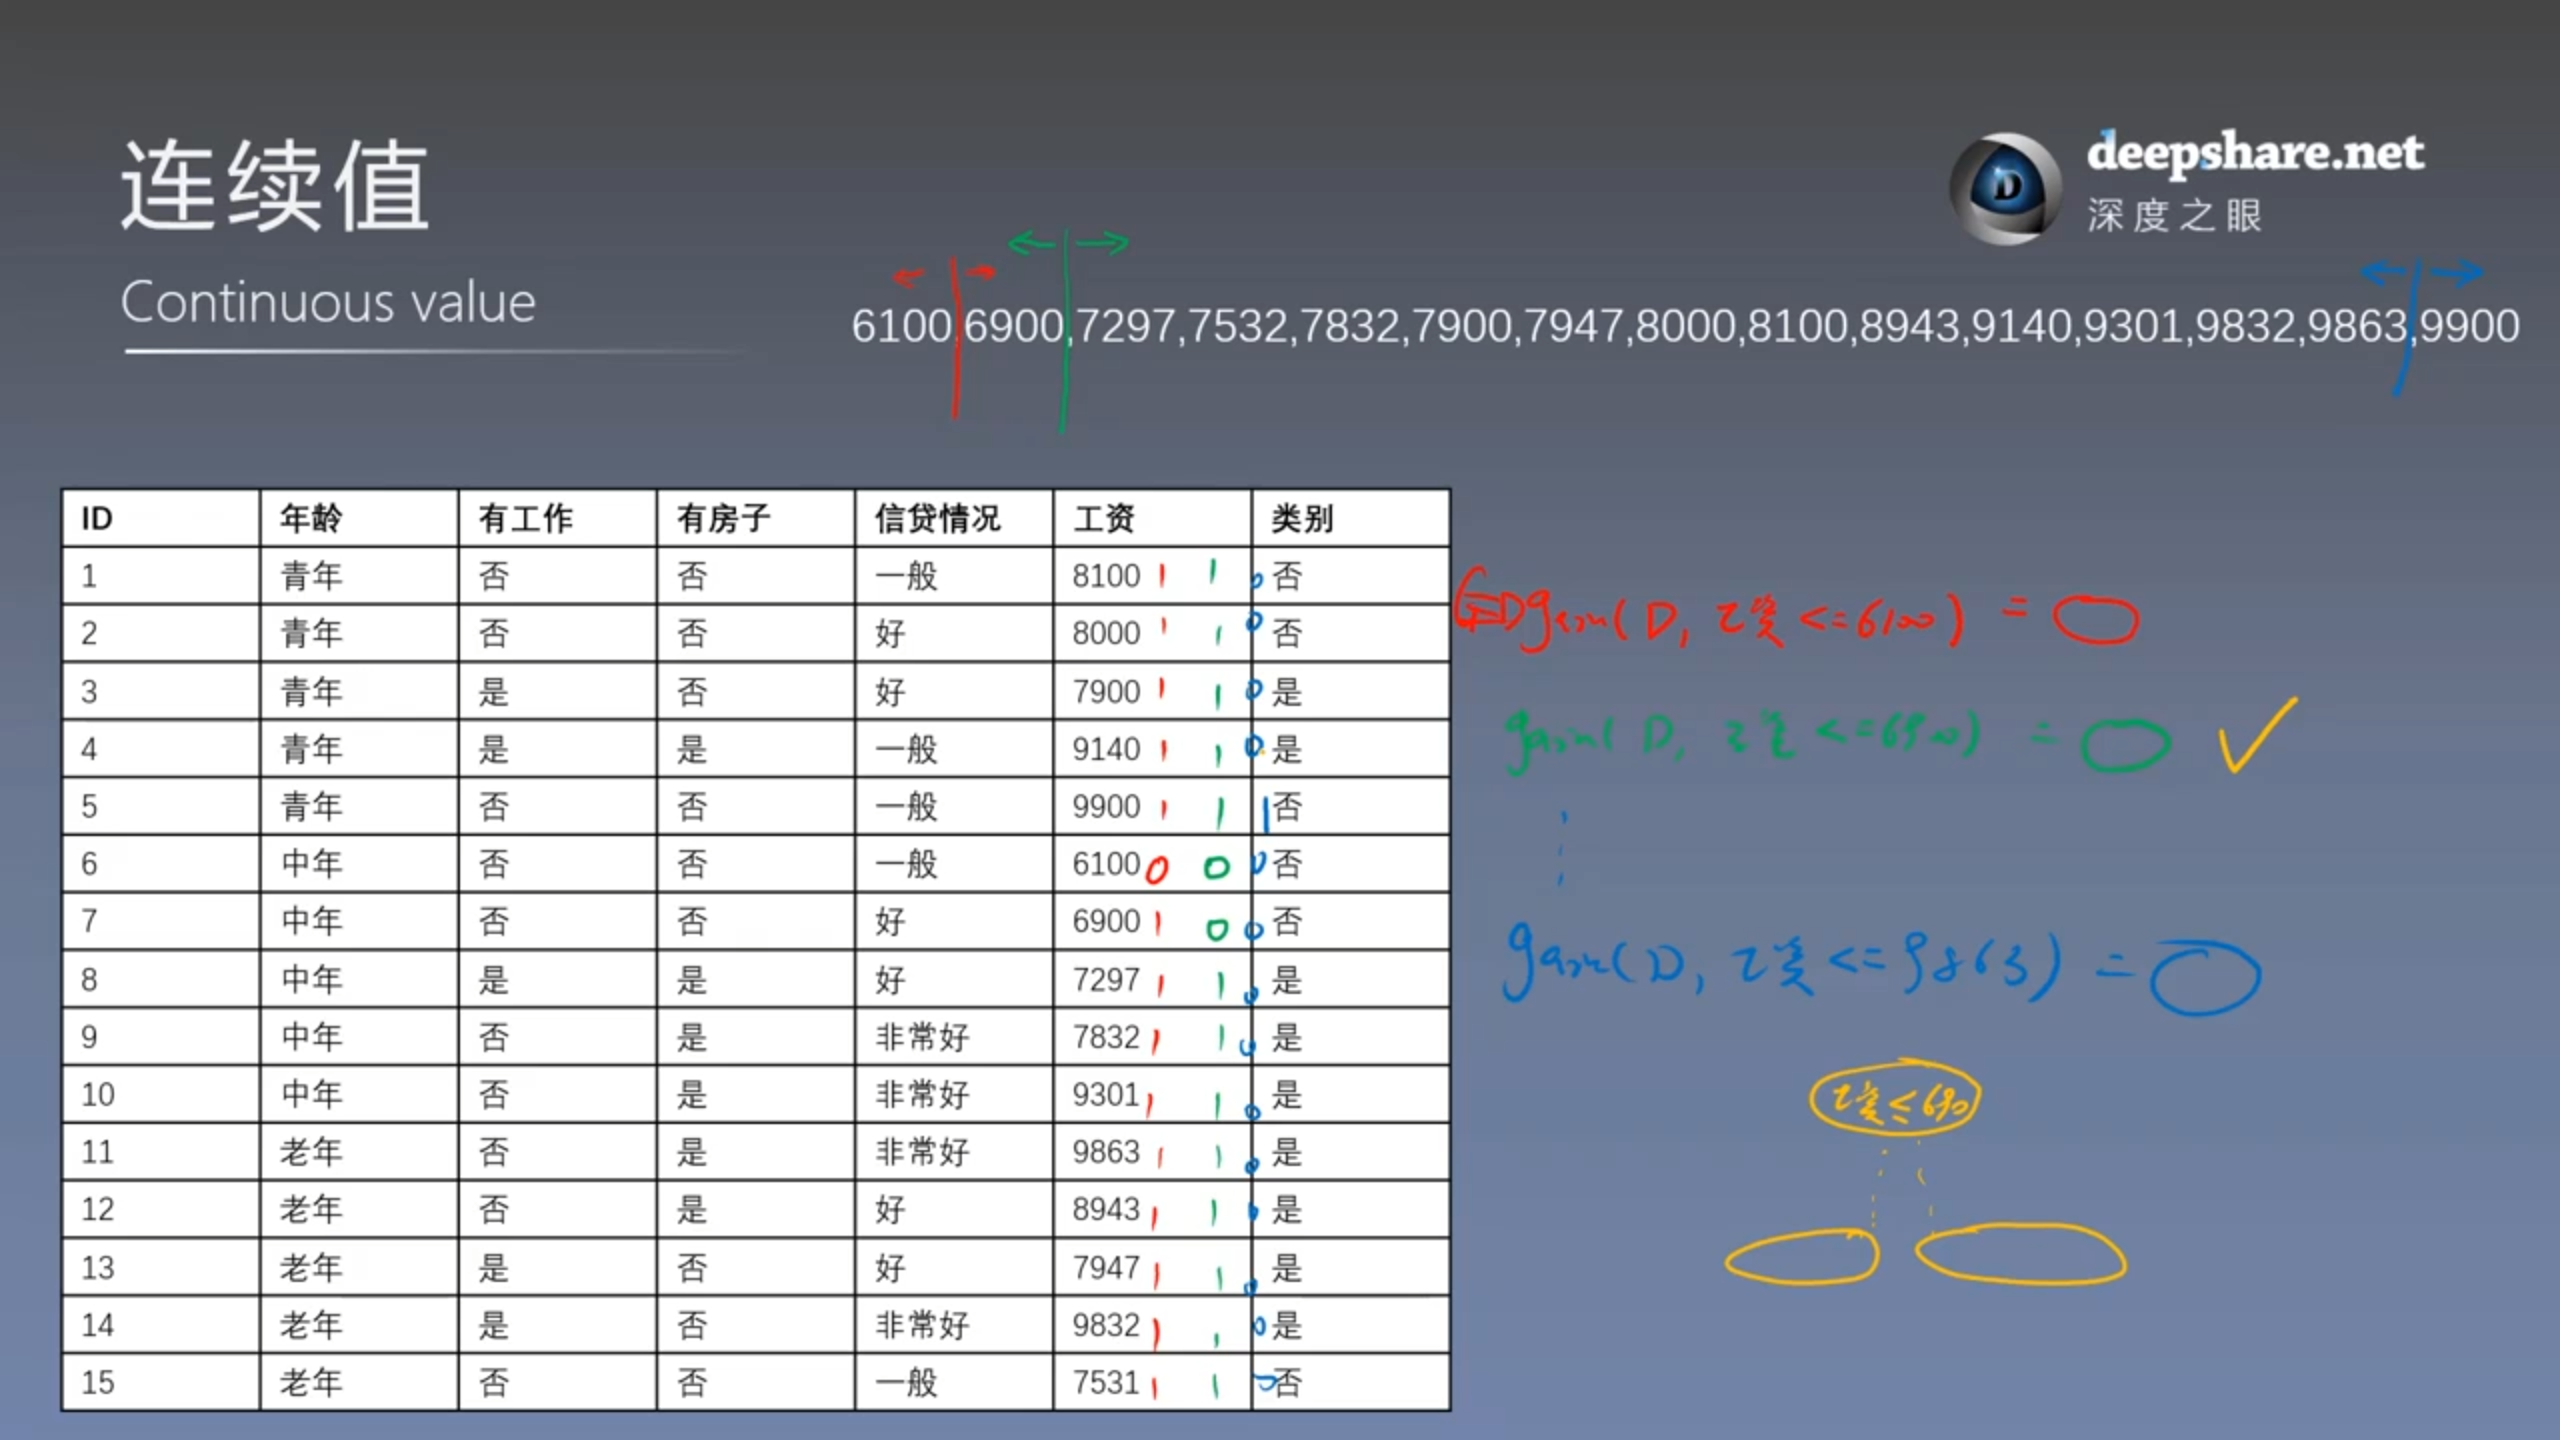 连续值
Continuous value
deepshare.net
深度之眼
6100,6900,7297,7532,7832,7900,7947,8000,8100,8943,9140,9301,9832,9863,9900
ID 年龄 有工作 有房子 信贷情况 工资 类别
1 青年 否 否 一般 8100 1 1 0 否
2 青年 否 否 好 8000 1 1 0 否
3 青年 是 否 好 7900 1 1 0 是
4 青年 是 是 一般 9140 1 1 0 是
5 青年 否 否 一般 9900 1 1 1 否
6 中年 否 否 一般 6100 0 0 0 否
7 中年 否 否 好 6900 1 0 0 否
8 中年 是 是 好 7297 1 1 0 是
9 中年 否 是 非常好 7832 1 1 0 是
10 中年 否 是 非常好 9301 1 1 0 是
11 老年 否 是 非常好 9863 1 1 0 是
12 老年 否 是 好 8943 1 1 0 是
13 老年 是 否 好 7947 1 1 0 是
14 老年 是 否 非常好 9832 1 1 0 是
15 老年 否 否 一般 7531 1 1 0 否
gain(D, 工资<=6100) =
gain(D, 工资<=6900) =
gain(D, 工资<=9863) =
工资≤690